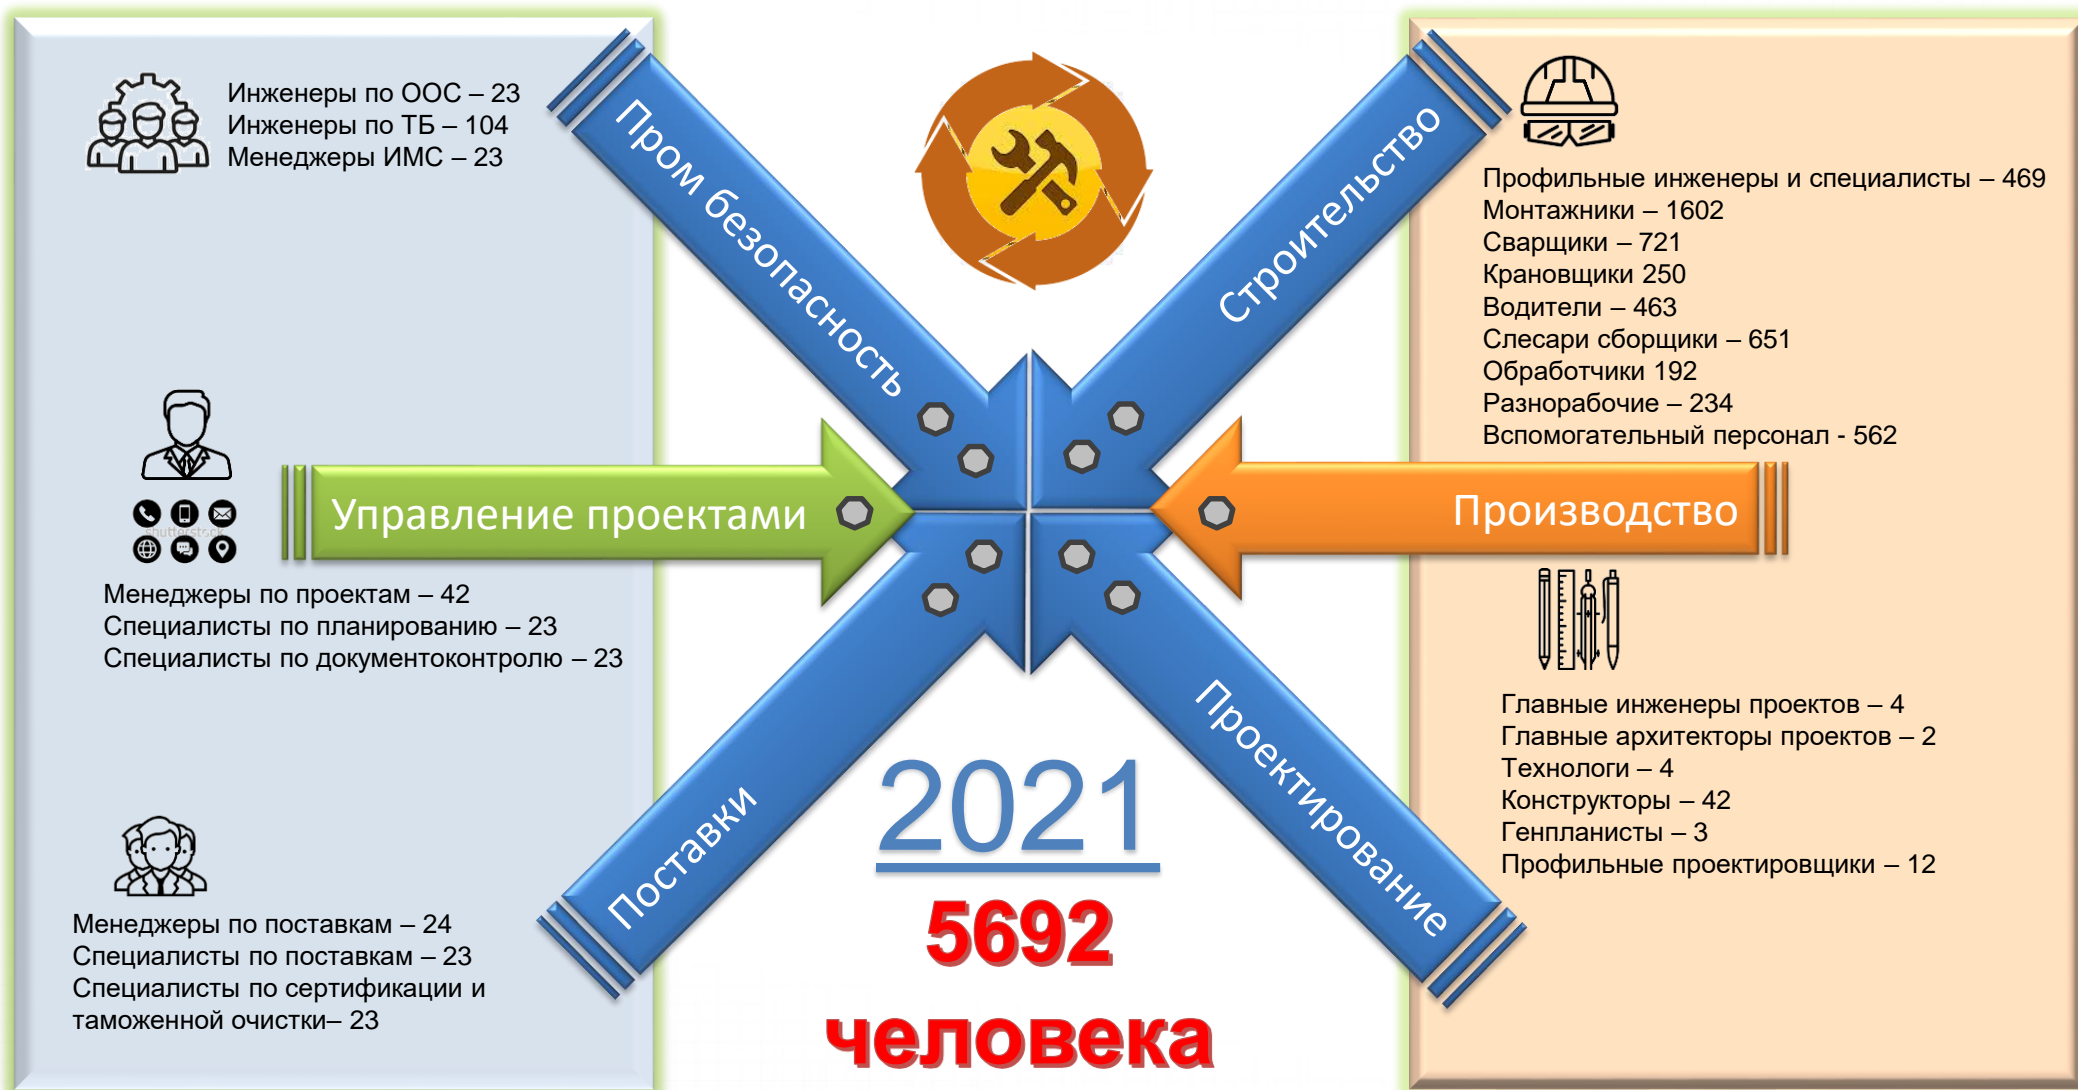 Инженеры по ООС – 23
Инженеры по ТБ – 104
Менеджеры ИМС – 23
Пром безопасность
Строительство
Профильные инженеры и специалисты – 469
Монтажники – 1602
Сварщики – 721
Крановщики 250
Водители – 463
Слесари сборщики – 651
Обработчики 192
Разнорабочие – 234
Вспомогательный персонал - 562
Управление проектами
Производство
shutterstock
Менеджеры по проектам – 42
Специалисты по планированию – 23
Специалисты по документоконтролю – 23
Главные инженеры проектов – 4
Главные архитекторы проектов – 2
Технологи – 4
Конструкторы – 42
Генпланисты – 3
Профильные проектировщики – 12
Поставки
Проектирование
Менеджеры по поставкам – 24
Специалисты по поставкам – 23
Специалисты по сертификации и
таможенной очистки– 23
2021
5692
человека